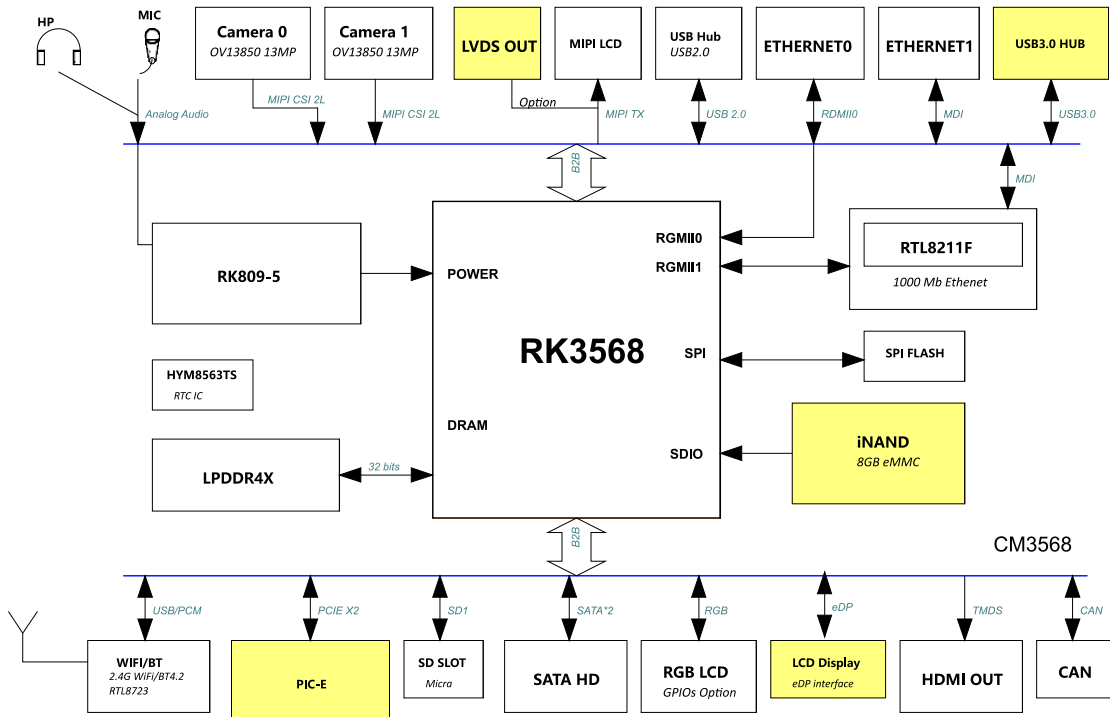 HP
MIC
Camera 0
OV13850 13MP
Camera 1
OV13850 13MP
LVDS OUT
MIPI LCD
USB Hub
USB2.0
ETHERNET0
ETHERNET1
USB3.0 HUB
Analog Audio
MIPI CSI 2L
MIPI CSI 2L
Option
MIPI TX
USB 2.0
RDMII0
MDI
USB3.0
B2B
MDI
RK809-5
POWER
RGMII0
RGMII1
RTL8211F
1000 Mb Ethenet
RK3568
SPI
SPI FLASH
HYM8563TS
RTC IC
DRAM
LPDDR4X
32 bits
SDIO
iNAND
8GB eMMC
B2B
CM3568
USB/PCM
PCIE X2
SD1
SATA*2
RGB
eDP
TMDS
CAN
WIFI/BT
2.4G WiFi/BT4.2
RTL8723
PIC-E
SD SLOT
Micra
SATA HD
RGB LCD
GPIOs Option
LCD Display
eDP interface
HDMI OUT
CAN